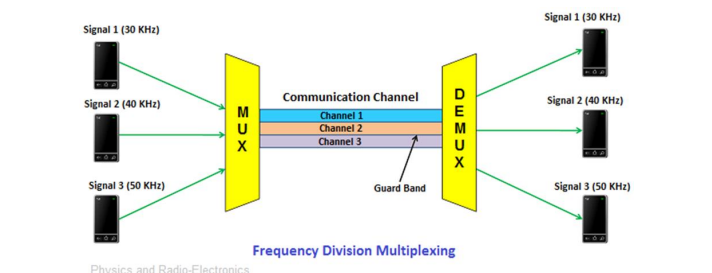 Signal 1 (30 KHz)
Signal 1 (30 KHz)
Signal 2 (40 KHz)
Signal 2 (40 KHz)
Signal 3 (50 KHz)
Signal 3 (50 KHz)
MUX
Communication Channel
Channel 1
Channel 2
Channel 3
Guard Band
DEMUX
Frequency Division Multiplexing
Physics and Radio-Electronics